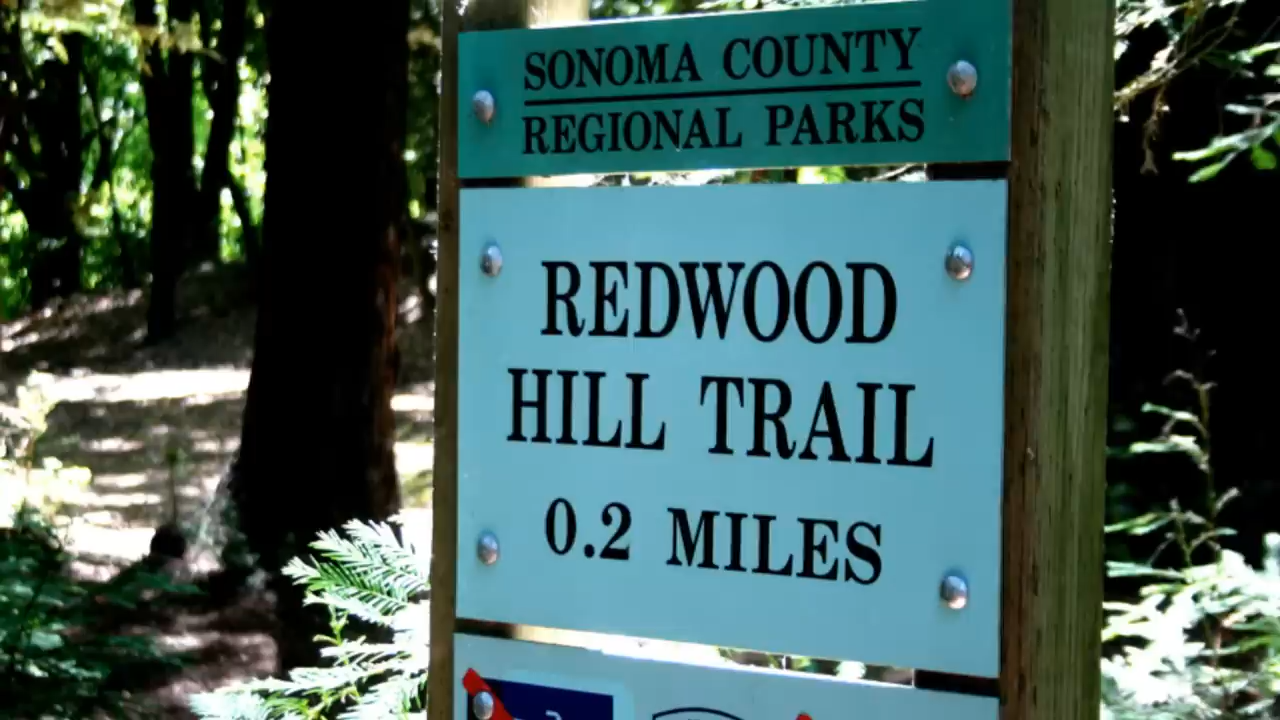 SONOMA COUNTY
REGIONAL PARKS
REDWOOD
HILL TRAIL
0.2 MILES